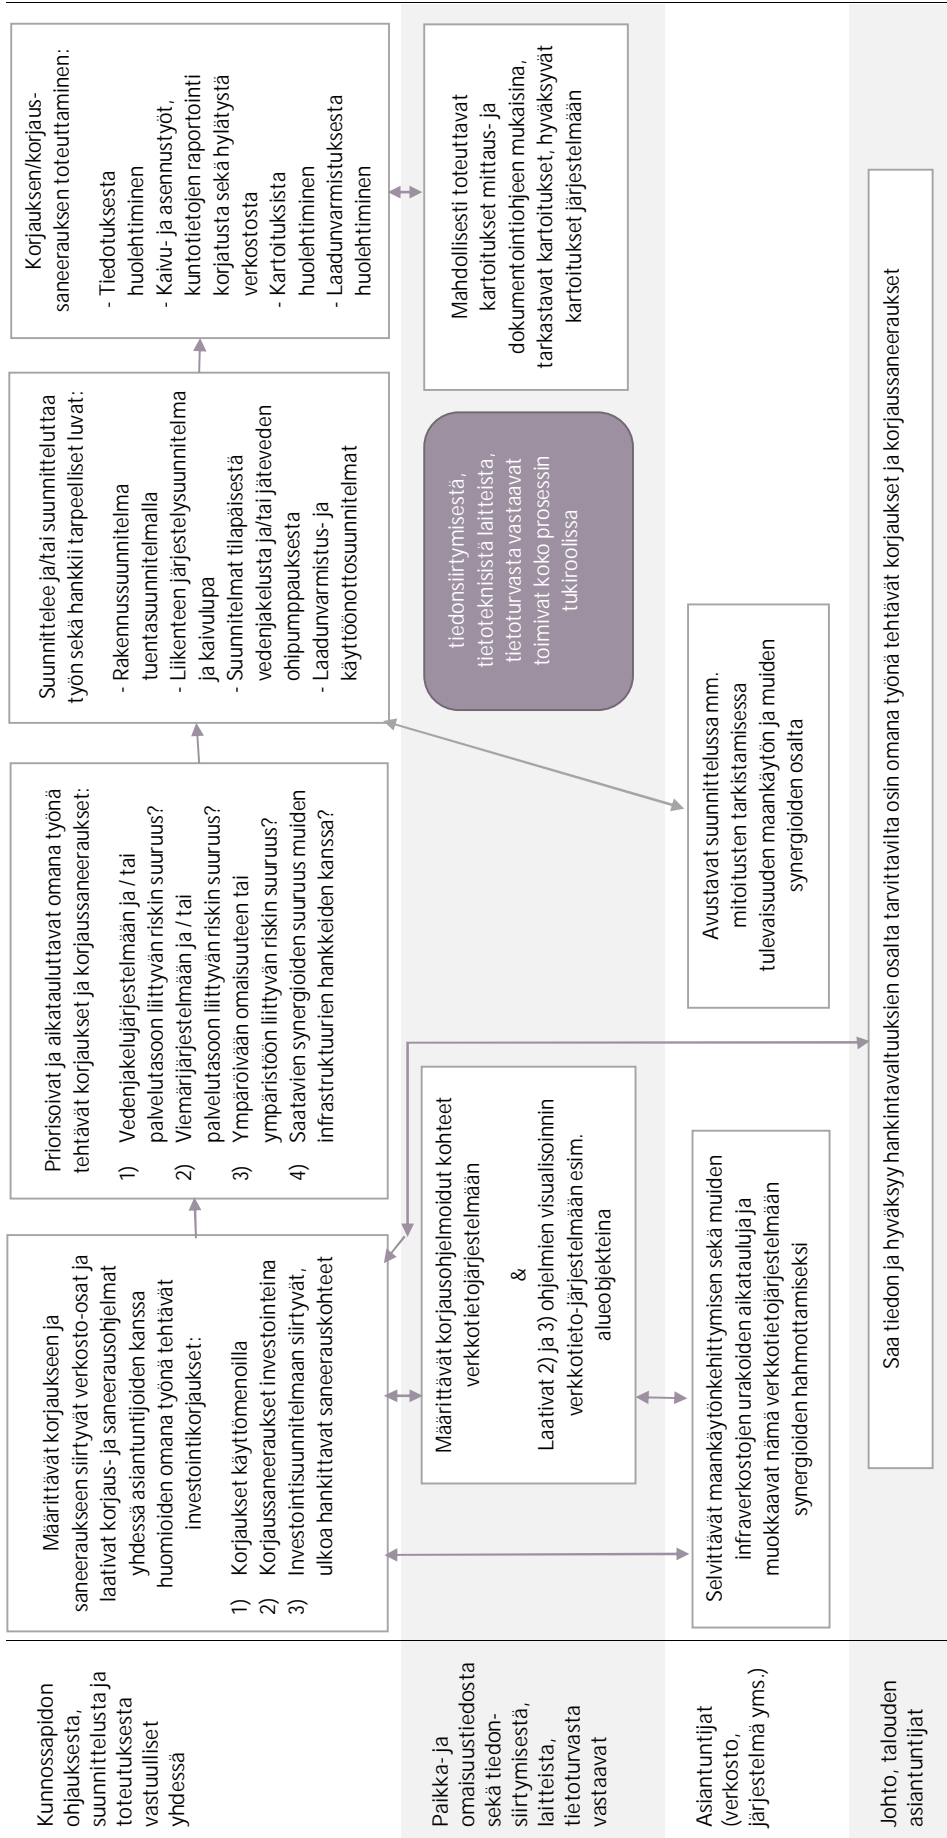 Kunnossapidon
ohjauksesta,
suunnittelusta ja
toteutuksesta
vastuulliset
yhdessä
Määrittävät korjaukseen ja
saneeraukseen siirtyvät verkosto-osat ja
laativat korjaus- ja saneerausohjelmat
yhdessä asiantuntijoiden kanssa
huomioiden omana työnä tehtävät
investointikorjaukset:
1) Korjaukset käyttömenoilla
2) Korjaussaneeraukset investointeina
3) Investointisuunnitelmaan siirtyvät,
ulkoa hankittavat saneerauskohteet
Priorisoivat ja aikatauluttavat omana työnä
tehtävät korjaukset ja korjaussaneeraukset:
1) Vedenjakelujärjestelmään ja / tai
palvelutasoon liittyvän riskin suuruus?
2) Viemärijärjestelmään ja / tai
palvelutasoon liittyvän riskin suuruus?
3) Ympäröivään omaisuuteen tai
ympäristöön liittyvän riskin suuruus?
4) Saatavien synergioiden suuruus muiden
infrastruktuurien hankkeiden kanssa?
Suunnittelee ja/tai suunnitteluttaa
työn sekä hankkii tarpeelliset luvat:
- Rakennussuunnitelma
tuentasuunnitelmalla
- Liikenteen järjestelysuunnitelma
ja kaivulupa
- Suunnitelmat tilapäisestä
vedenjakelusta ja/tai jäteveden
ohipumppauksesta
- Laadunvarmistus- ja
käyttöönottosuunnitelmat
Korjauksen/korjaus-
saneerauksen toteuttaminen:
- Tiedotuksesta
huolehtiminen
- Kaivu- ja asennustyöt,
kuntotietojen raportointi
korjatusta sekä hylätystä
verkostosta
- Kartoituksista
huolehtiminen
- Laadunvarmistuksesta
huolehtiminen
Paikka- ja
omaisuustiedosta
sekä tiedon-
siirtymisestä,
laitteista,
tietoturvasta
vastaavat
Määrittävät korjausohjelmoidut kohteet
verkkotietojärjestelmään
&
Laativat 2) ja 3) ohjelmien visualisoinnin
verkkotieto-järjestelmään esim.
alueobjekteina
tiedonsiirtymisestä,
tietoteknisistä laitteista,
tietoturvasta vastaavat
toimivat koko prosessin
tukiroolissa
Mahdollisesti toteuttavat
kartoitukset mittaus- ja
dokumentointiohjeen mukaisina,
tarkastavat kartoitukset, hyväksyvät
kartoitukset järjestelmään
Asiantuntijat
(verkosto,
järjestelmä yms.)
Selvittävät maankäytönkehittymisen sekä muiden
infraverkostojen urakoiden aikatauluja ja
muokkaavat nämä verkkotietojärjestelmään
synergioiden hahmottamiseksi
Avustavat suunnittelussa mm.
mitoitusten tarkistamisessa
tulevaisuuden maankäytön ja muiden
synergioiden osalta
Johto, talouden
asiantuntijat
Saa tiedon ja hyväksyy hankintavaltuuksien osalta tarvittavilta osin omana työnä tehtävät korjaukset ja korjaussaneeraukset